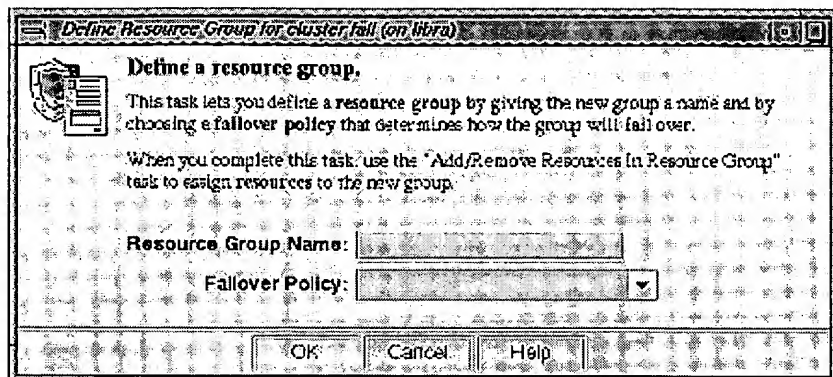 Define Resource Group for cluster fail (on libra)
Define a resource group.
This task lets you define a resource group by giving the new group a name and by
choosing a failover policy that determines how the group will fail over.
When you complete this task, use the "Add/Remove Resources In Resource Group"
task to assign resources to the new group.
Resource Group Name:
Failover Policy:
OK Cancel Help